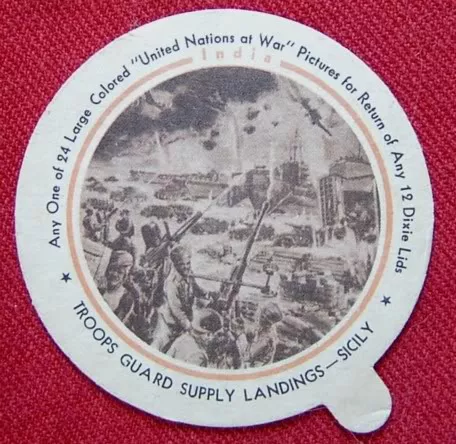 Any One of 24 Large Colored "United Nations at War" Pictures for Return of Any 12 Dixie Lids
India
★ TROOPS GUARD SUPPLY LANDINGS—SICILY ★